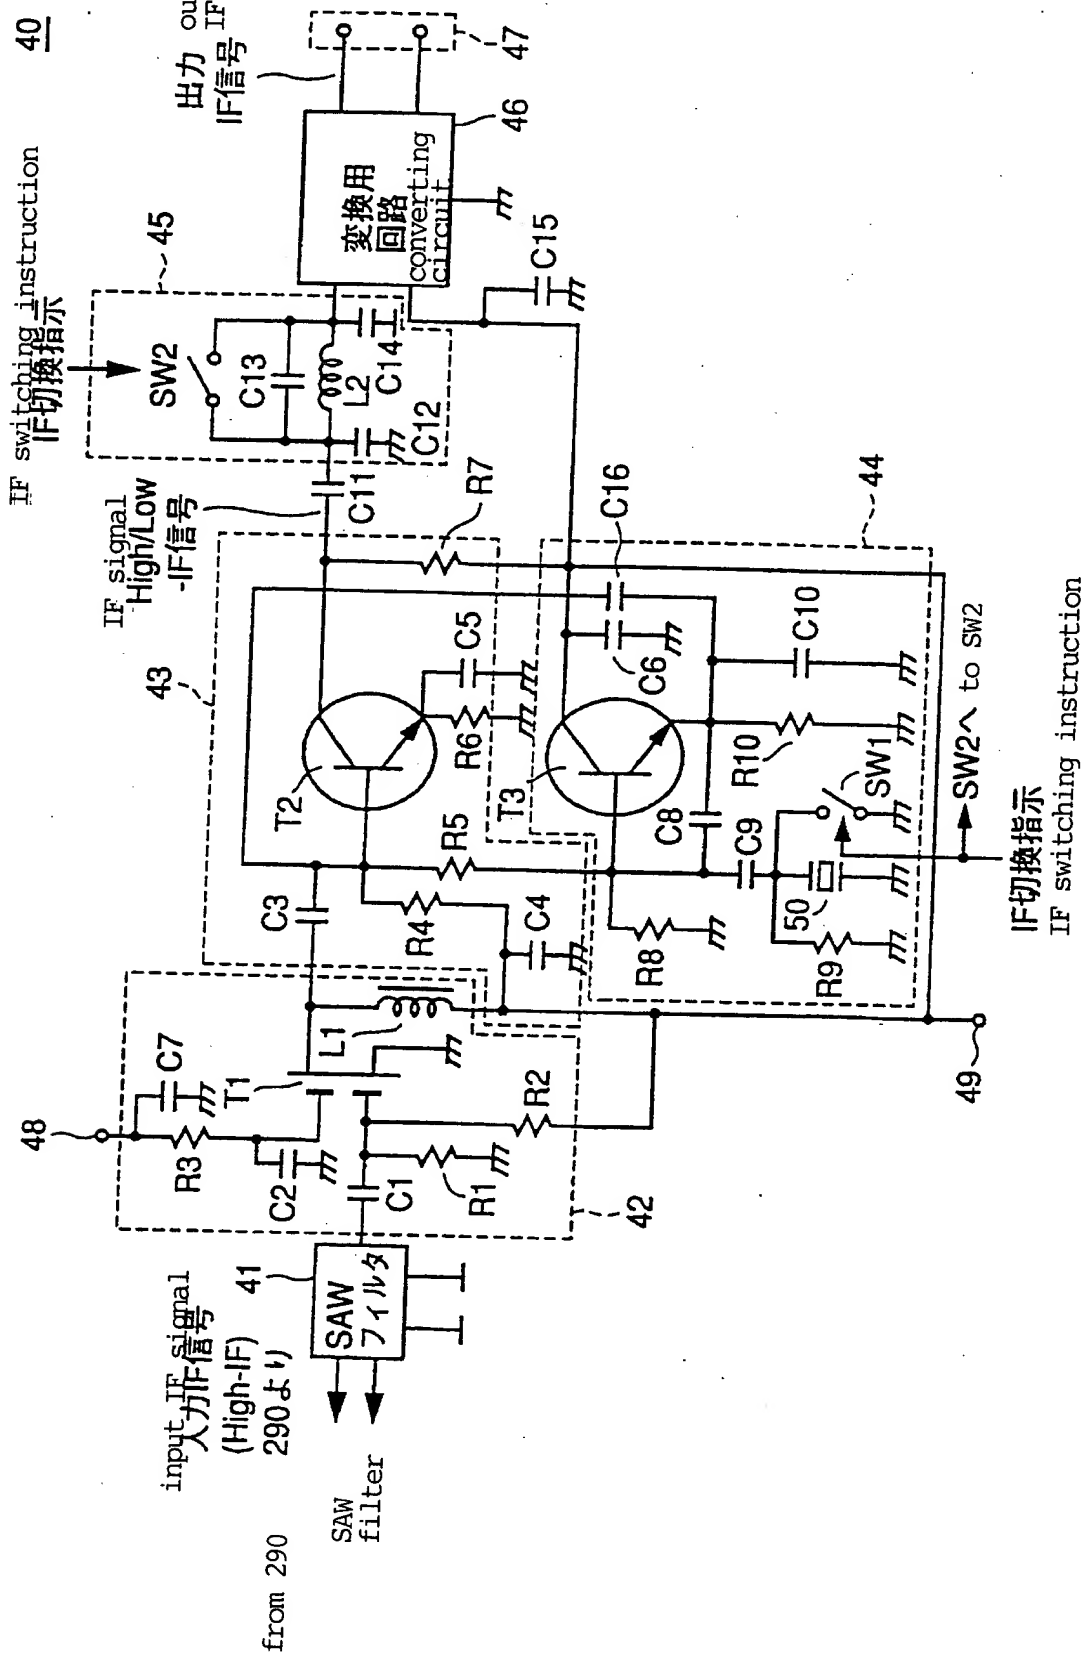 40
IF switching instruction
IF切換指示
出力
IF信号
ou
IF
47
46
変換用
回路
converting
circuit
45
SW2
C13
L2
C14
C12
C15
IF signal
High/Low
-IF信号
C11
R7
43
T2
C5
R6
C3
R5
R4
C4
44
C16
C6
T3
C10
R10
C8
C9
SW1
50
R8
R9
SW2へ to SW2
IF切換指示
IF switching instruction
48
C7
R3
T1
C2
L1
C1
R1
R2
42
49
41
SAW
フィルタ
input IF signal
入力IF信号
(High-IF)
290より
from 290
SAW
filter